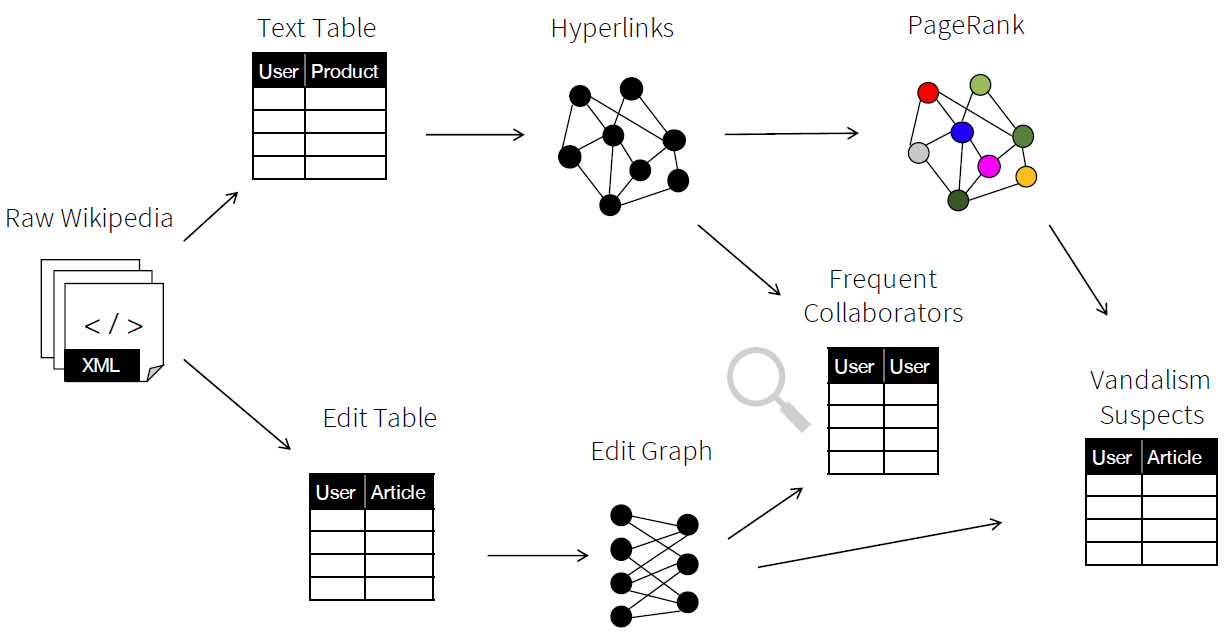 Text Table
User Product
Hyperlinks
PageRank
Raw Wikipedia
< / >
XML
Frequent
Collaborators
User User
Vandalism
Suspects
User Article
Edit Table
User Article
Edit Graph